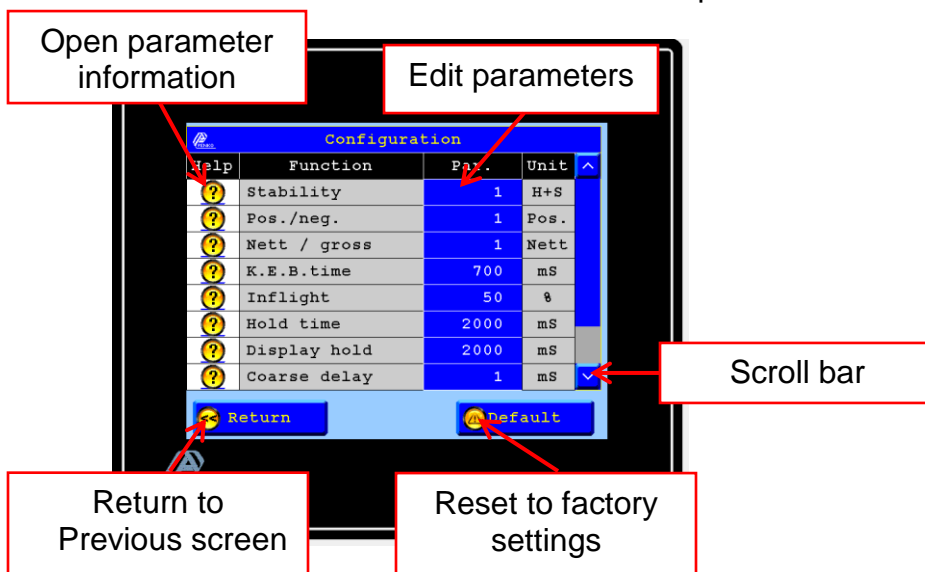 Open parameter
information
Edit parameters
PENKO
Configuration
Help Function Par. Unit
? Stability 1 H+S
? Pos./neg. 1 Pos.
? Nett / gross 1 Nett
? K.E.B.time 700 mS
? Inflight 50 %
? Hold time 2000 mS
? Display hold 2000 mS
? Coarse delay 1 mS
Scroll bar
<< Return
Default
Return to
Previous screen
Reset to factory
settings